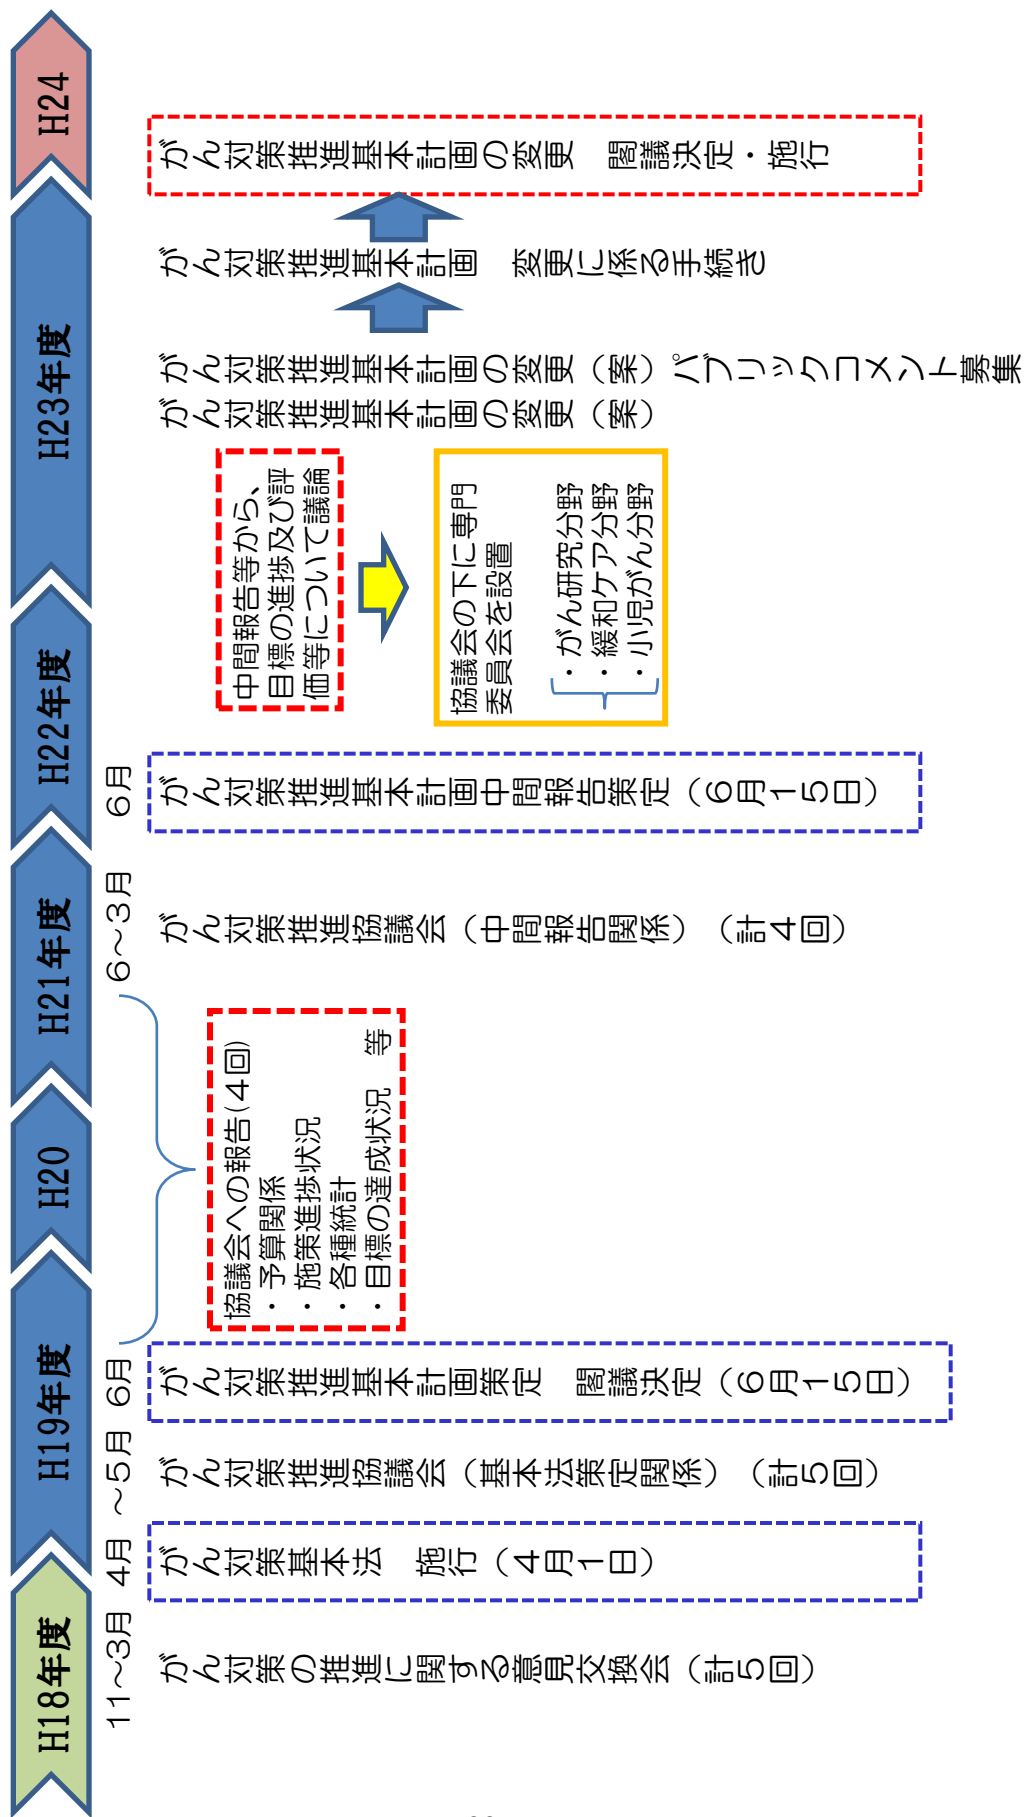 H18年度
H19年度
H20
H21年度
H22年度
H23年度
H24
11~3月
がん対策の推進に関する意見交換会（計5回）
4月
がん対策基本法　施行（4月1日）
～5月
がん対策推進協議会（基本法策定関係）（計5回）
6月
がん対策推進基本計画策定　閣議決定（6月15日）
協議会への報告(4回)
・予算関係
・施策進捗状況
・各種統計
・目標の達成状況　等
6～3月
がん対策推進協議会（中間報告関係）（計4回）
6月
がん対策推進基本計画中間報告策定（6月15日）
中間報告等から、
目標の進捗及び評
価等について議論
協議会の下に専門
委員会を設置
・がん研究分野
・緩和ケア分野
・小児がん分野
がん対策推進基本計画の変更（案）パブリックコメント募集
がん対策推進基本計画の変更（案）
がん対策推進基本計画　変更に係る手続き
がん対策推進基本計画の変更　閣議決定・施行